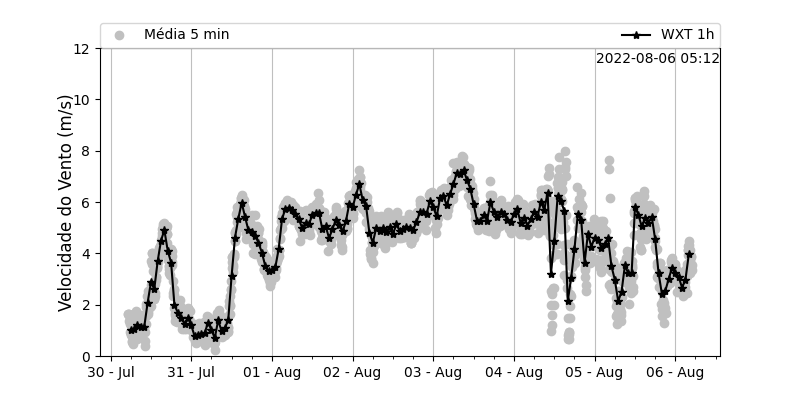 Média 5 min
WXT 1h
2022-08-06 05:12
Velocidade do Vento (m/s)
12
10
8
6
4
2
0
30 - Jul 31 - Jul 01 - Aug 02 - Aug 03 - Aug 04 - Aug 05 - Aug 06 - Aug